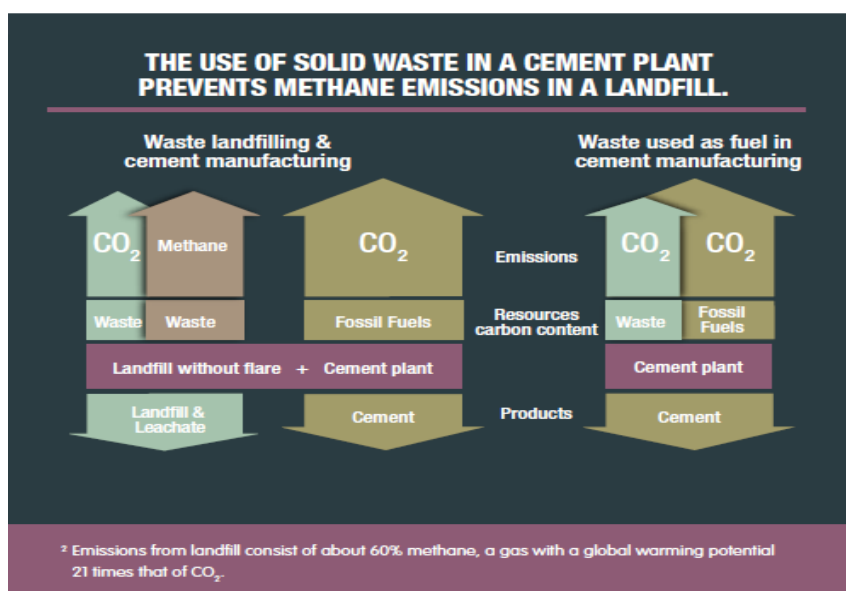 THE USE OF SOLID WASTE IN A CEMENT PLANT
PREVENTS METHANE EMISSIONS IN A LANDFILL.
Waste landfilling &
cement manufacturing
Waste used as fuel in
cement manufacturing
CO2
Methane
CO2
Emissions
CO2
CO2
Waste
Waste
Fossil Fuels
Resources
carbon content
Waste
Fossil
Fuels
Landfill without flare + Cement plant
Cement plant
Landfill &
Leachate
Cement
Products
Cement
² Emissions from landfill consist of about 60% methane, a gas with a global warming potential
21 times that of CO2.